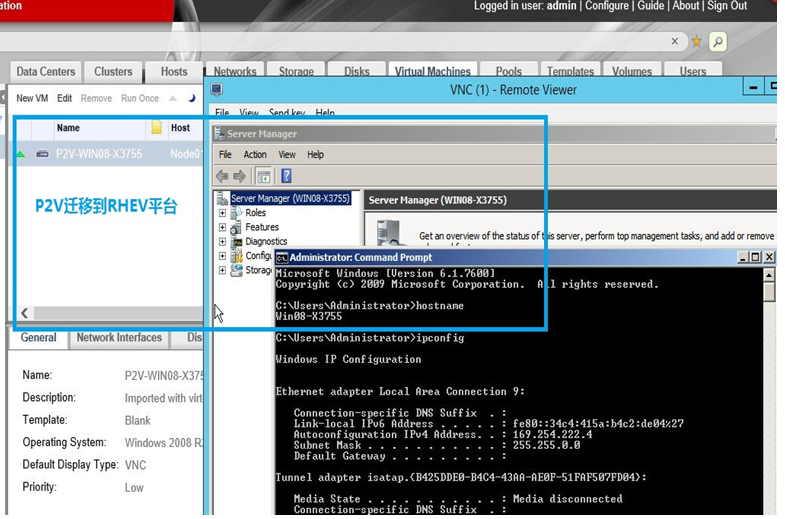 ation
Logged in user: admin | Configure | Guide | About | Sign Out
x
Data Centers Clusters Hosts Networks Storage Disks Virtual Machines Pools Templates Volumes Users
New VM Edit Remove Run Once
VNC (1) - Remote Viewer
File View Send key Help
Name Host
Server Manager
P2V-WIN08-X3755 Node01
File Action View Help
P2V迁移到RHEV平台
Server Manager (WIN08-X3755)
Roles
Features
Diagnostics
Configu
Storag
Server Manager (WIN08-X3755)
Get an overview of the status of this server, perform top management tasks, and add or remove
Administrator: Command Prompt
Microsoft Windows [Version 6.1.7600]
Copyright (c) 2009 Microsoft Corporation. All rights reserved.
C:\Users\Administrator>hostname
Win08-X3755
C:\Users\Administrator>ipconfig
Windows IP Configuration
Ethernet adapter Local Area Connection 9:
Connection-specific DNS Suffix . :
Link-local IPv6 Address . . . . . : fe80::34c4:415a:b4c2:de04%27
Autoconfiguration IPv4 Address. . : 169.254.222.4
Subnet Mask . . . . . . . . . . . : 255.255.0.0
Default Gateway . . . . . . . . . :
Tunnel adapter isatap.{B425DDE0-B4C4-43AA-AE0F-51FAF507FD04}:
Media State . . . . . . . . . . . : Media disconnected
Connection-specific DNS Suffix . :
General Network Interfaces Dis
Name: P2V-WIN08-X375
Description: Imported with virt
Template: Blank
Operating System: Windows 2008 R2
Default Display Type: VNC
Priority: Low